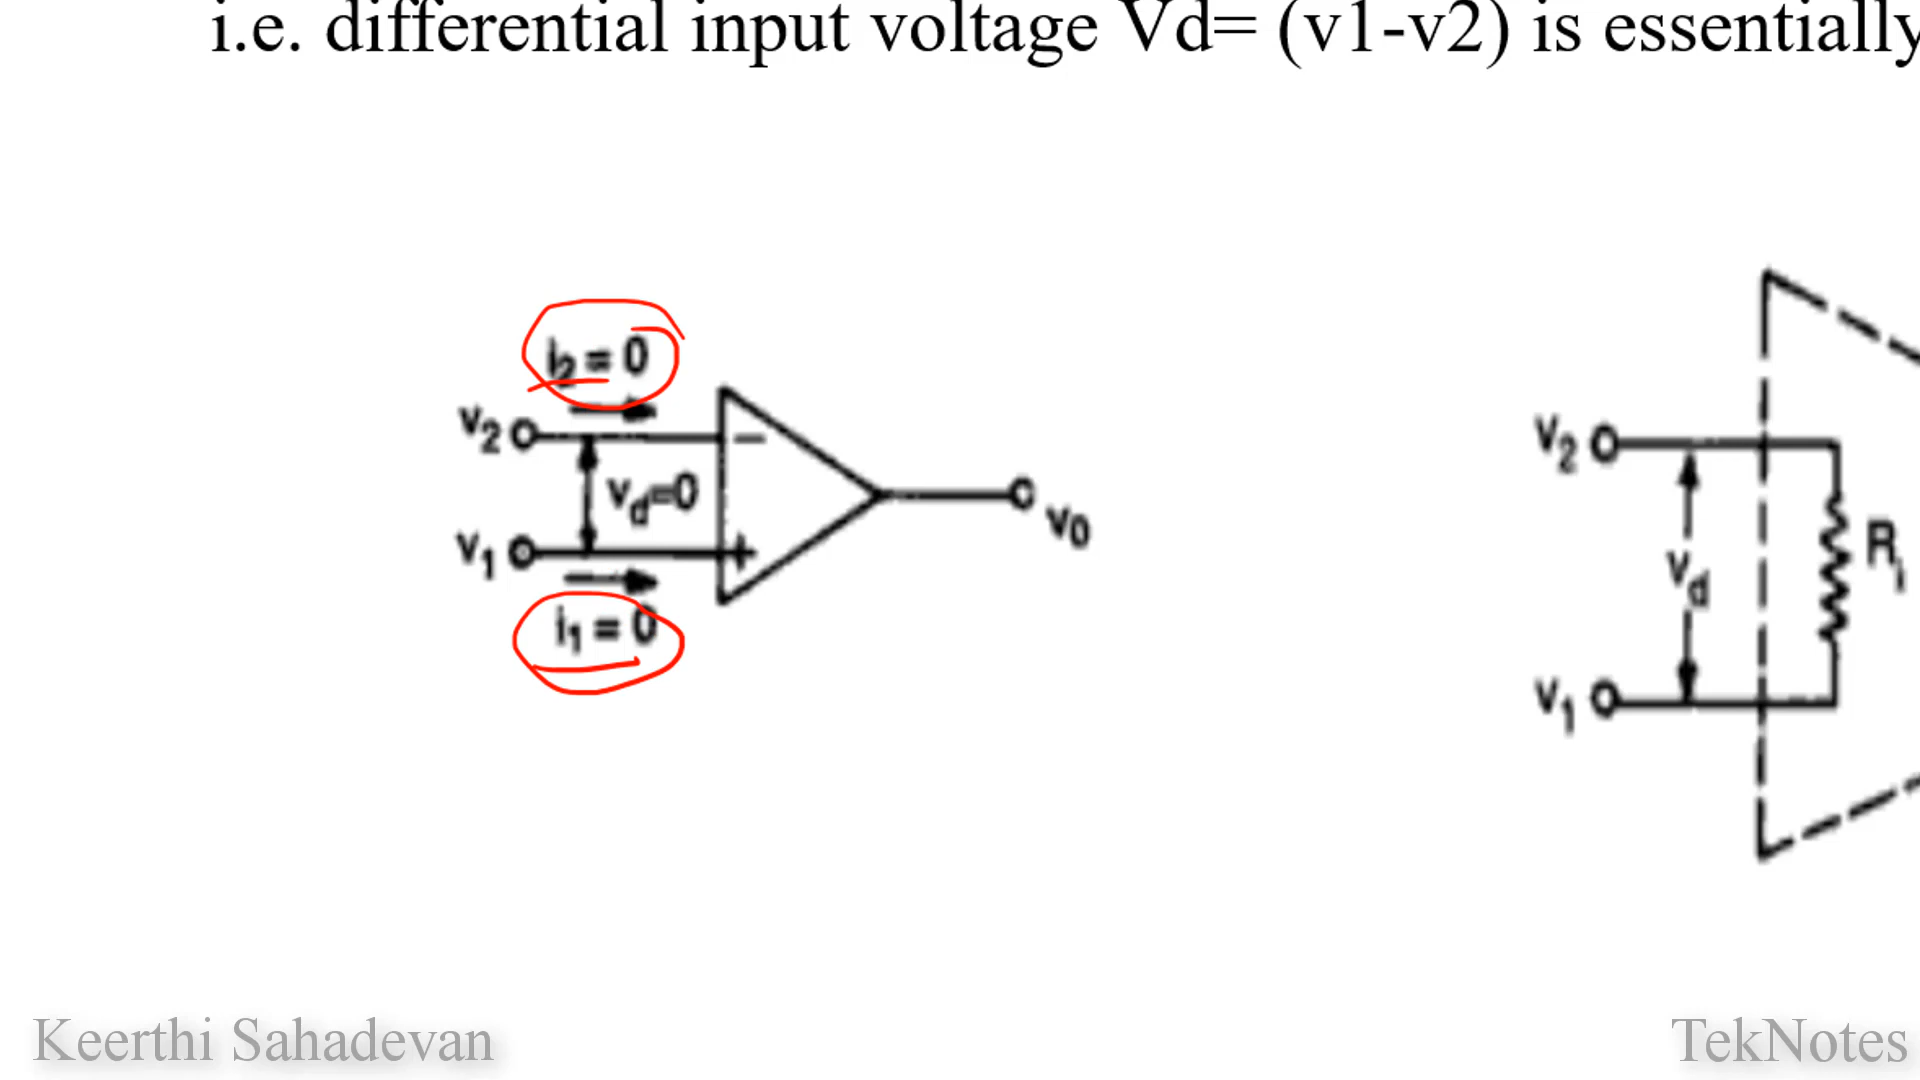 i.e. differential input voltage Vd= (v1-v2) is essentially
i2 = 0
V2
Vd=0
V1
i1 = 0
V0
V2
Vd
Ri
V1
Keerthi Sahadevan
TekNotes